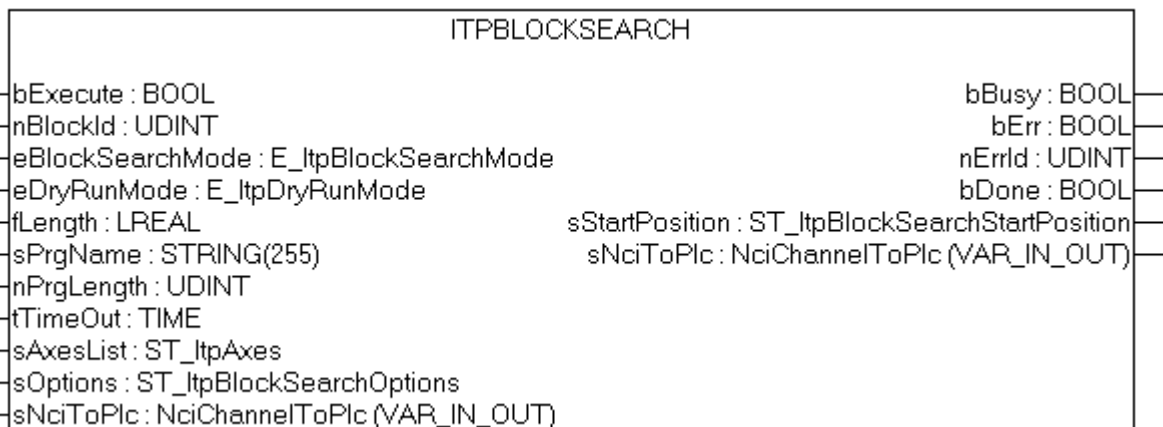 ITPBLOCKSEARCH
bExecute : BOOL
nBlockId : UDINT
eBlockSearchMode : E_ItpBlockSearchMode
eDryRunMode : E_ItpDryRunMode
fLength : LREAL
sPrgName : STRING(255)
nPrgLength : UDINT
tTimeOut : TIME
sAxesList : ST_ItpAxes
sOptions : ST_ItpBlockSearchOptions
sNciToPlc : NciChannelToPlc (VAR_IN_OUT)
bBusy : BOOL
bErr : BOOL
nErrId : UDINT
bDone : BOOL
sStartPosition : ST_ItpBlockSearchStartPosition
sNciToPlc : NciChannelToPlc (VAR_IN_OUT)